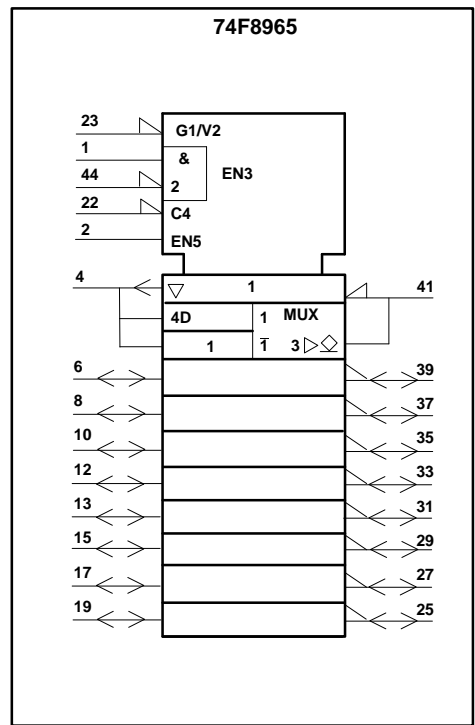 74F8965
23 G1/V2
1 &
EN3
44 2
22 C4
2 EN5
4 ▽ 1 41
4D 1 MUX
1 1̅ 3 ▷ ◇
6 39
8 37
10 35
12 33
13 31
15 29
17 27
19 25